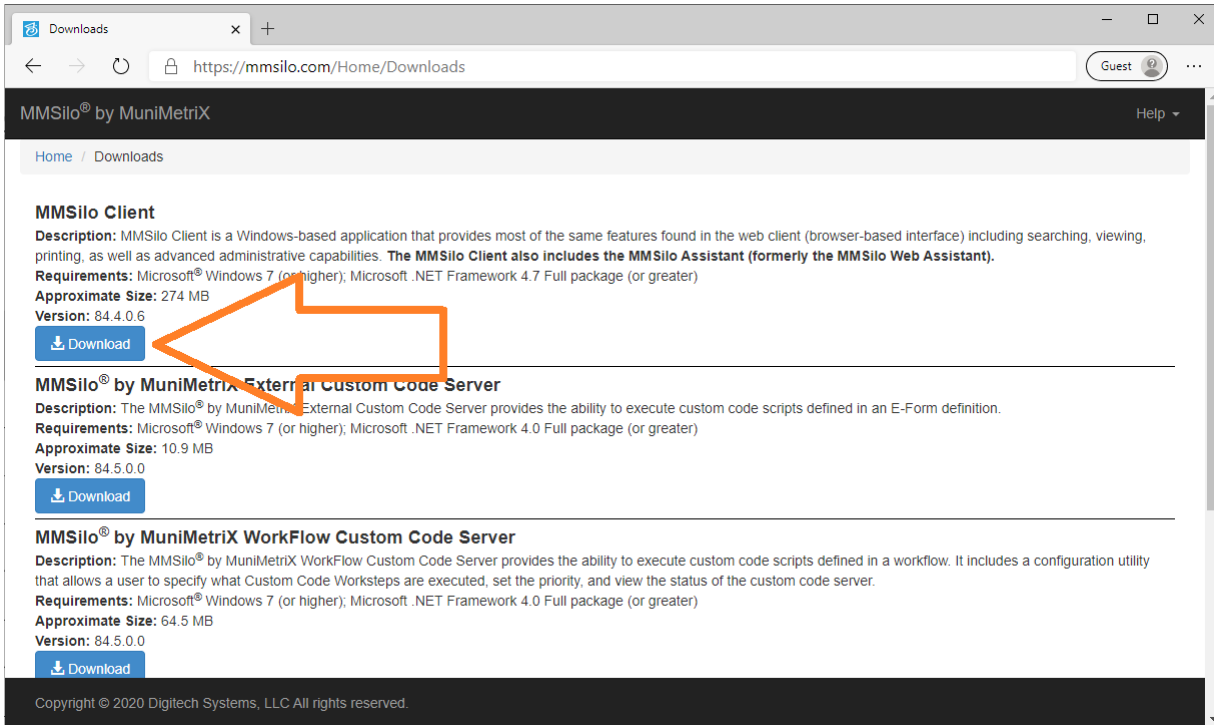 Downloads
https://mmsilo.com/Home/Downloads
Guest
MMSilo® by MuniMetriX
Help
Home / Downloads
MMSilo Client
Description: MMSilo Client is a Windows-based application that provides most of the same features found in the web client (browser-based interface) including searching, viewing,
printing, as well as advanced administrative capabilities. The MMSilo Client also includes the MMSilo Assistant (formerly the MMSilo Web Assistant).
Requirements: Microsoft® Windows 7 (or higher); Microsoft .NET Framework 4.7 Full package (or greater)
Approximate Size: 274 MB
Version: 84.4.0.6
Download
MMSilo® by MuniMetriX External Custom Code Server
Description: The MMSilo® by MuniMetriX External Custom Code Server provides the ability to execute custom code scripts defined in an E-Form definition.
Requirements: Microsoft® Windows 7 (or higher); Microsoft .NET Framework 4.0 Full package (or greater)
Approximate Size: 10.9 MB
Version: 84.5.0.0
Download
MMSilo® by MuniMetriX WorkFlow Custom Code Server
Description: The MMSilo® by MuniMetriX WorkFlow Custom Code Server provides the ability to execute custom code scripts defined in a workflow. It includes a configuration utility
that allows a user to specify what Custom Code Worksteps are executed, set the priority, and view the status of the custom code server.
Requirements: Microsoft® Windows 7 (or higher); Microsoft .NET Framework 4.0 Full package (or greater)
Approximate Size: 64.5 MB
Version: 84.5.0.0
Download
Copyright © 2020 Digitech Systems, LLC All rights reserved.